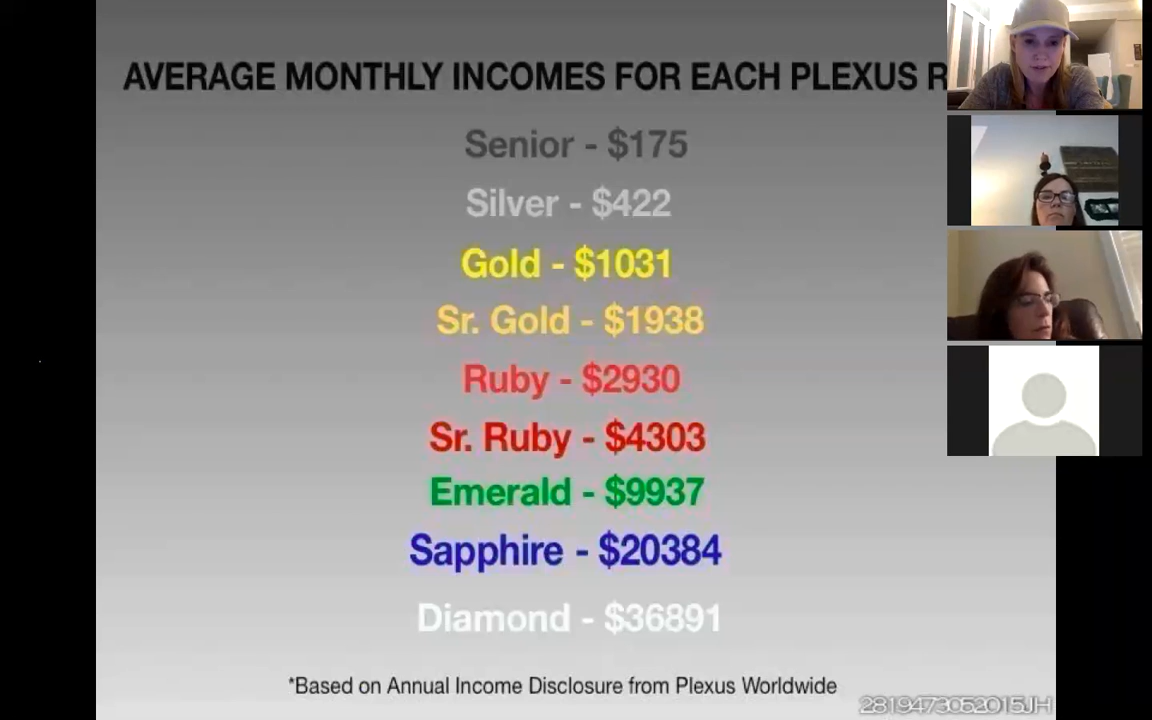 AVERAGE MONTHLY INCOMES FOR EACH PLEXUS R
Senior - $175
Silver - $422
Gold - $1031
Sr. Gold - $1938
Ruby - $2930
Sr. Ruby - $4303
Emerald - $9937
Sapphire - $20384
Diamond - $36891
*Based on Annual Income Disclosure from Plexus Worldwide
2819473052015JH